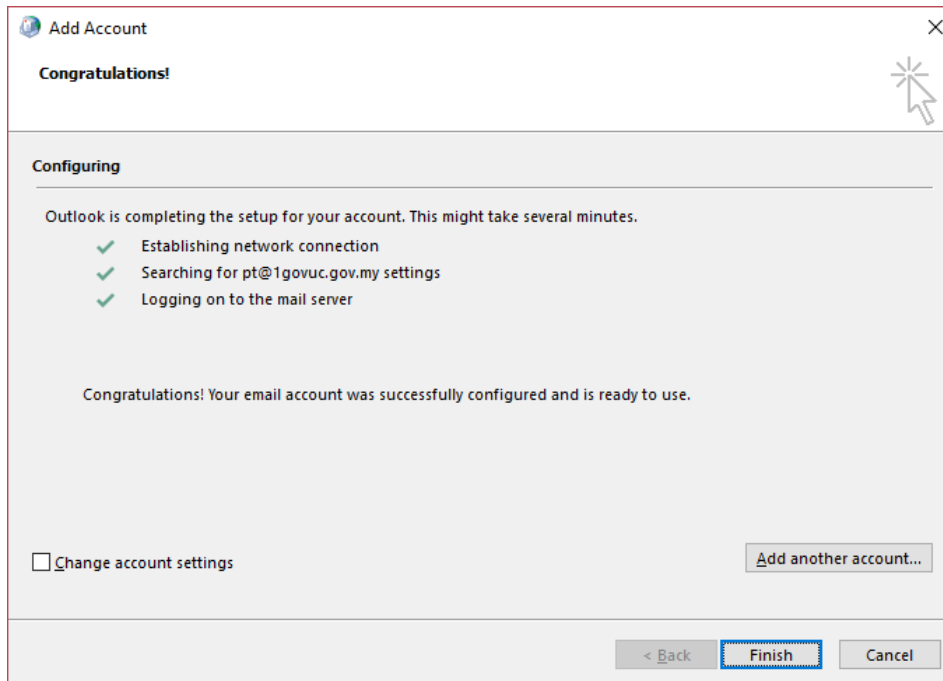 Add Account
Congratulations!
Configuring
Outlook is completing the setup for your account. This might take several minutes.
Establishing network connection
Searching for pt@1govuc.gov.my settings
Logging on to the mail server
Congratulations! Your email account was successfully configured and is ready to use.
Change account settings
Add another account...
< Back
Finish
Cancel